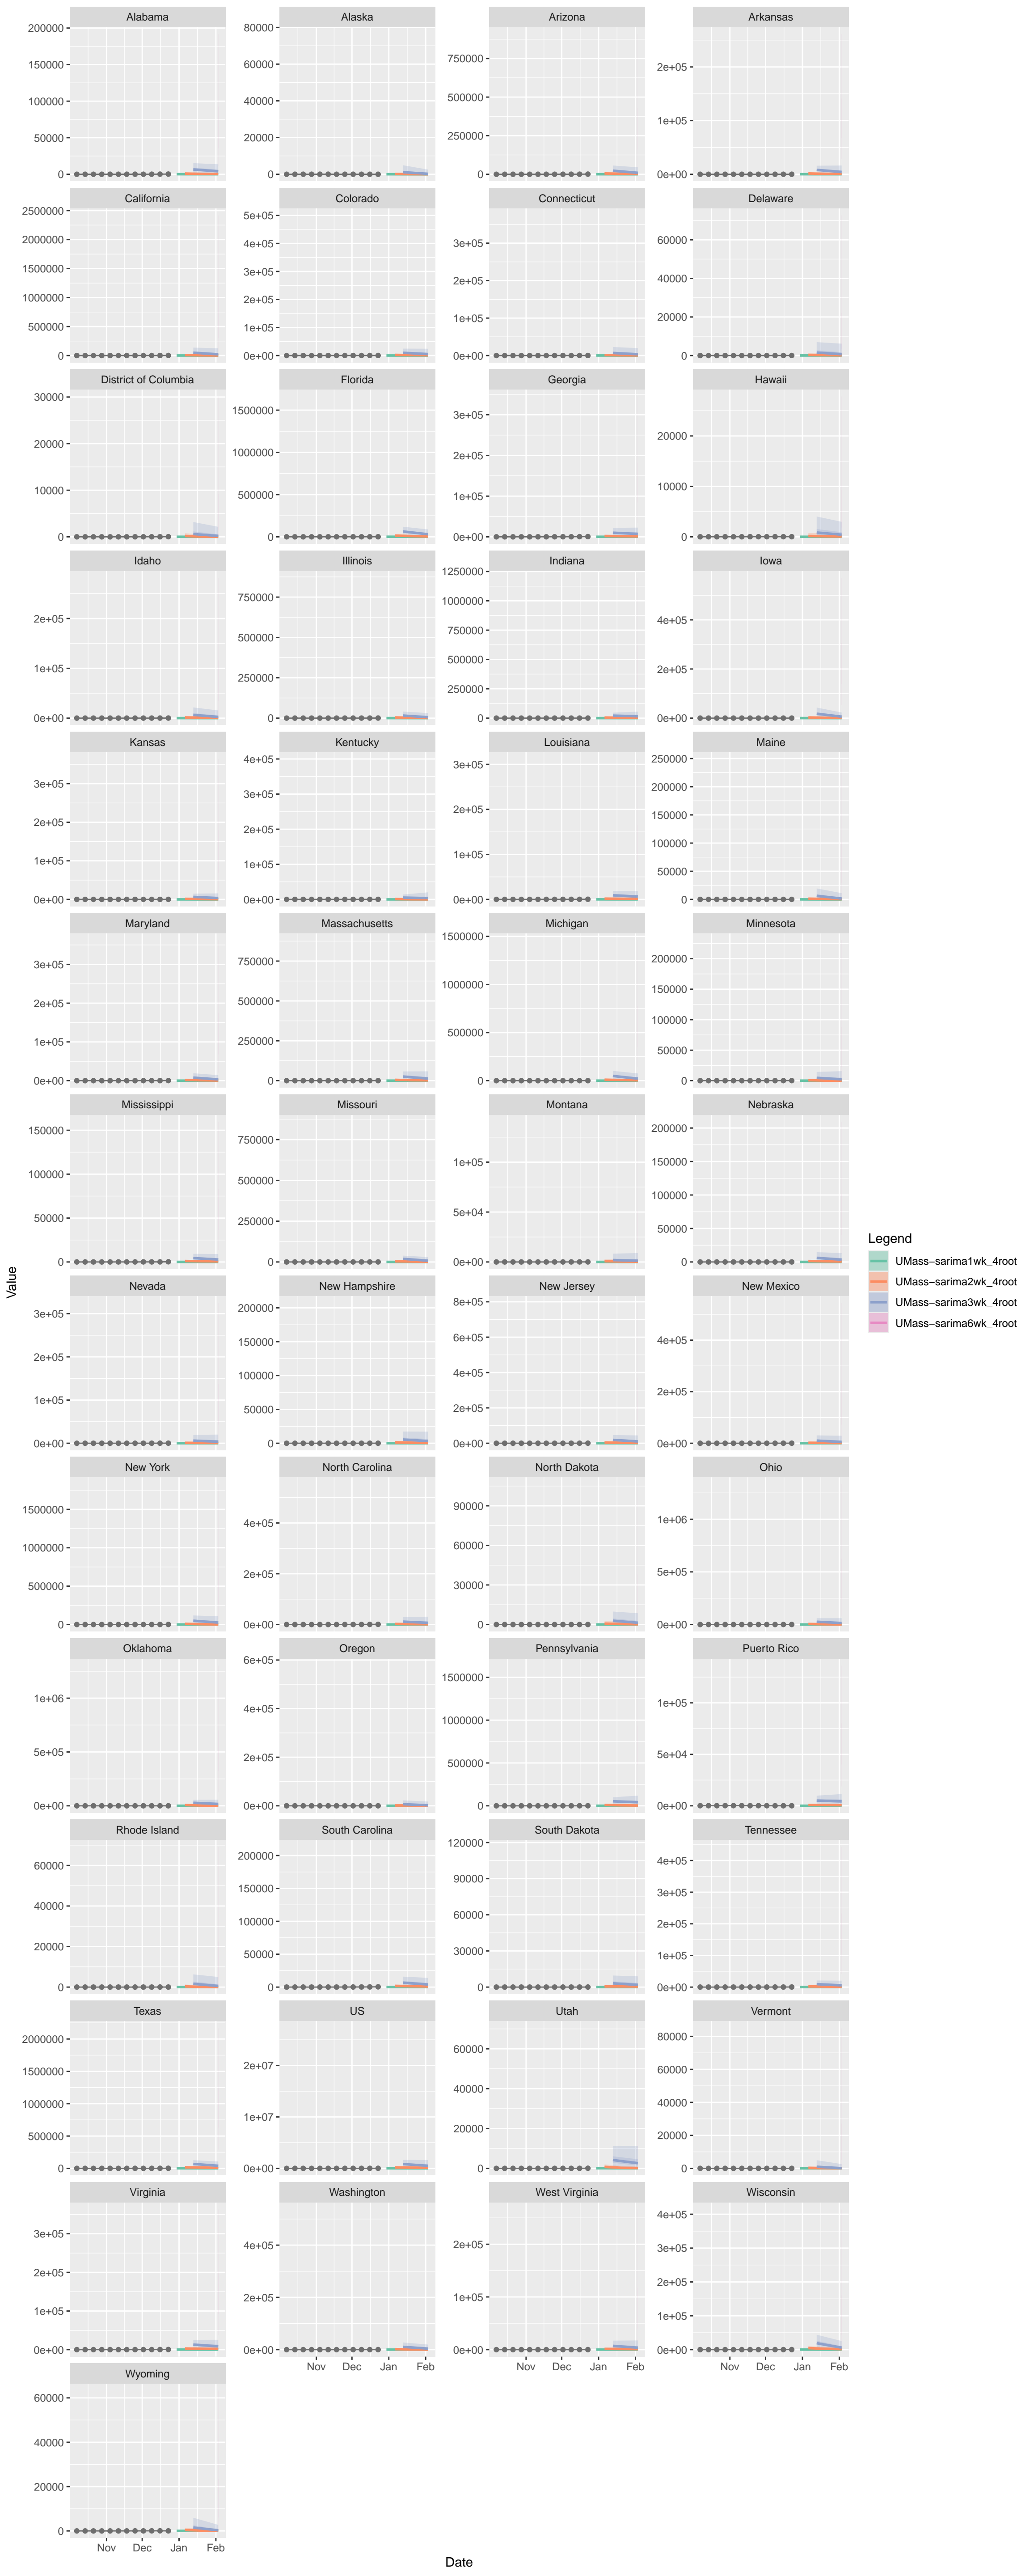 Alabama Alaska Arizona Arkansas
200000
150000
100000
50000
0
80000
60000
40000
20000
0
750000
500000
250000
0
2e+05
1e+05
0e+00
California Colorado Connecticut Delaware
2500000
2000000
1500000
1000000
500000
0
5e+05
4e+05
3e+05
2e+05
1e+05
0e+00
3e+05
2e+05
1e+05
0e+00
60000
40000
20000
0
District of Columbia Florida Georgia Hawaii
30000
20000
10000
0
1500000
1000000
500000
0
3e+05
2e+05
1e+05
0e+00
20000
10000
0
Idaho Illinois Indiana Iowa
2e+05
1e+05
0e+00
750000
500000
250000
0
1250000
1000000
750000
500000
250000
0
4e+05
2e+05
0e+00
Kansas Kentucky Louisiana Maine
3e+05
2e+05
1e+05
0e+00
4e+05
3e+05
2e+05
1e+05
0e+00
3e+05
2e+05
1e+05
0e+00
250000
200000
150000
100000
50000
0
Maryland Massachusetts Michigan Minnesota
3e+05
2e+05
1e+05
0e+00
750000
500000
250000
0
1500000
1000000
500000
0
200000
150000
100000
50000
0
Mississippi Missouri Montana Nebraska
150000
100000
50000
0
750000
500000
250000
0
1e+05
5e+04
0e+00
200000
150000
100000
50000
0
Nevada New Hampshire New Jersey New Mexico
3e+05
2e+05
1e+05
0e+00
200000
150000
100000
50000
0
8e+05
6e+05
4e+05
2e+05
0e+00
4e+05
2e+05
0e+00
New York North Carolina North Dakota Ohio
1500000
1000000
500000
0
4e+05
2e+05
0e+00
90000
60000
30000
0
1e+06
5e+05
0e+00
Oklahoma Oregon Pennsylvania Puerto Rico
1e+06
5e+05
0e+00
6e+05
4e+05
2e+05
0e+00
1500000
1000000
500000
0
1e+05
5e+04
0e+00
Rhode Island South Carolina South Dakota Tennessee
60000
40000
20000
0
200000
150000
100000
50000
0
120000
90000
60000
30000
0
4e+05
3e+05
2e+05
1e+05
0e+00
Texas US Utah Vermont
2000000
1500000
1000000
500000
0
2e+07
1e+07
0e+00
60000
40000
20000
0
80000
60000
40000
20000
0
Virginia Washington West Virginia Wisconsin
3e+05
2e+05
1e+05
0e+00
4e+05
2e+05
0e+00
2e+05
1e+05
0e+00
4e+05
3e+05
2e+05
1e+05
0e+00
Nov Dec Jan Feb Nov Dec Jan Feb Nov Dec Jan Feb
Wyoming
60000
40000
20000
0
Nov Dec Jan Feb
Date
Value
Legend
UMass−sarima1wk_4root
UMass−sarima2wk_4root
UMass−sarima3wk_4root
UMass−sarima6wk_4root